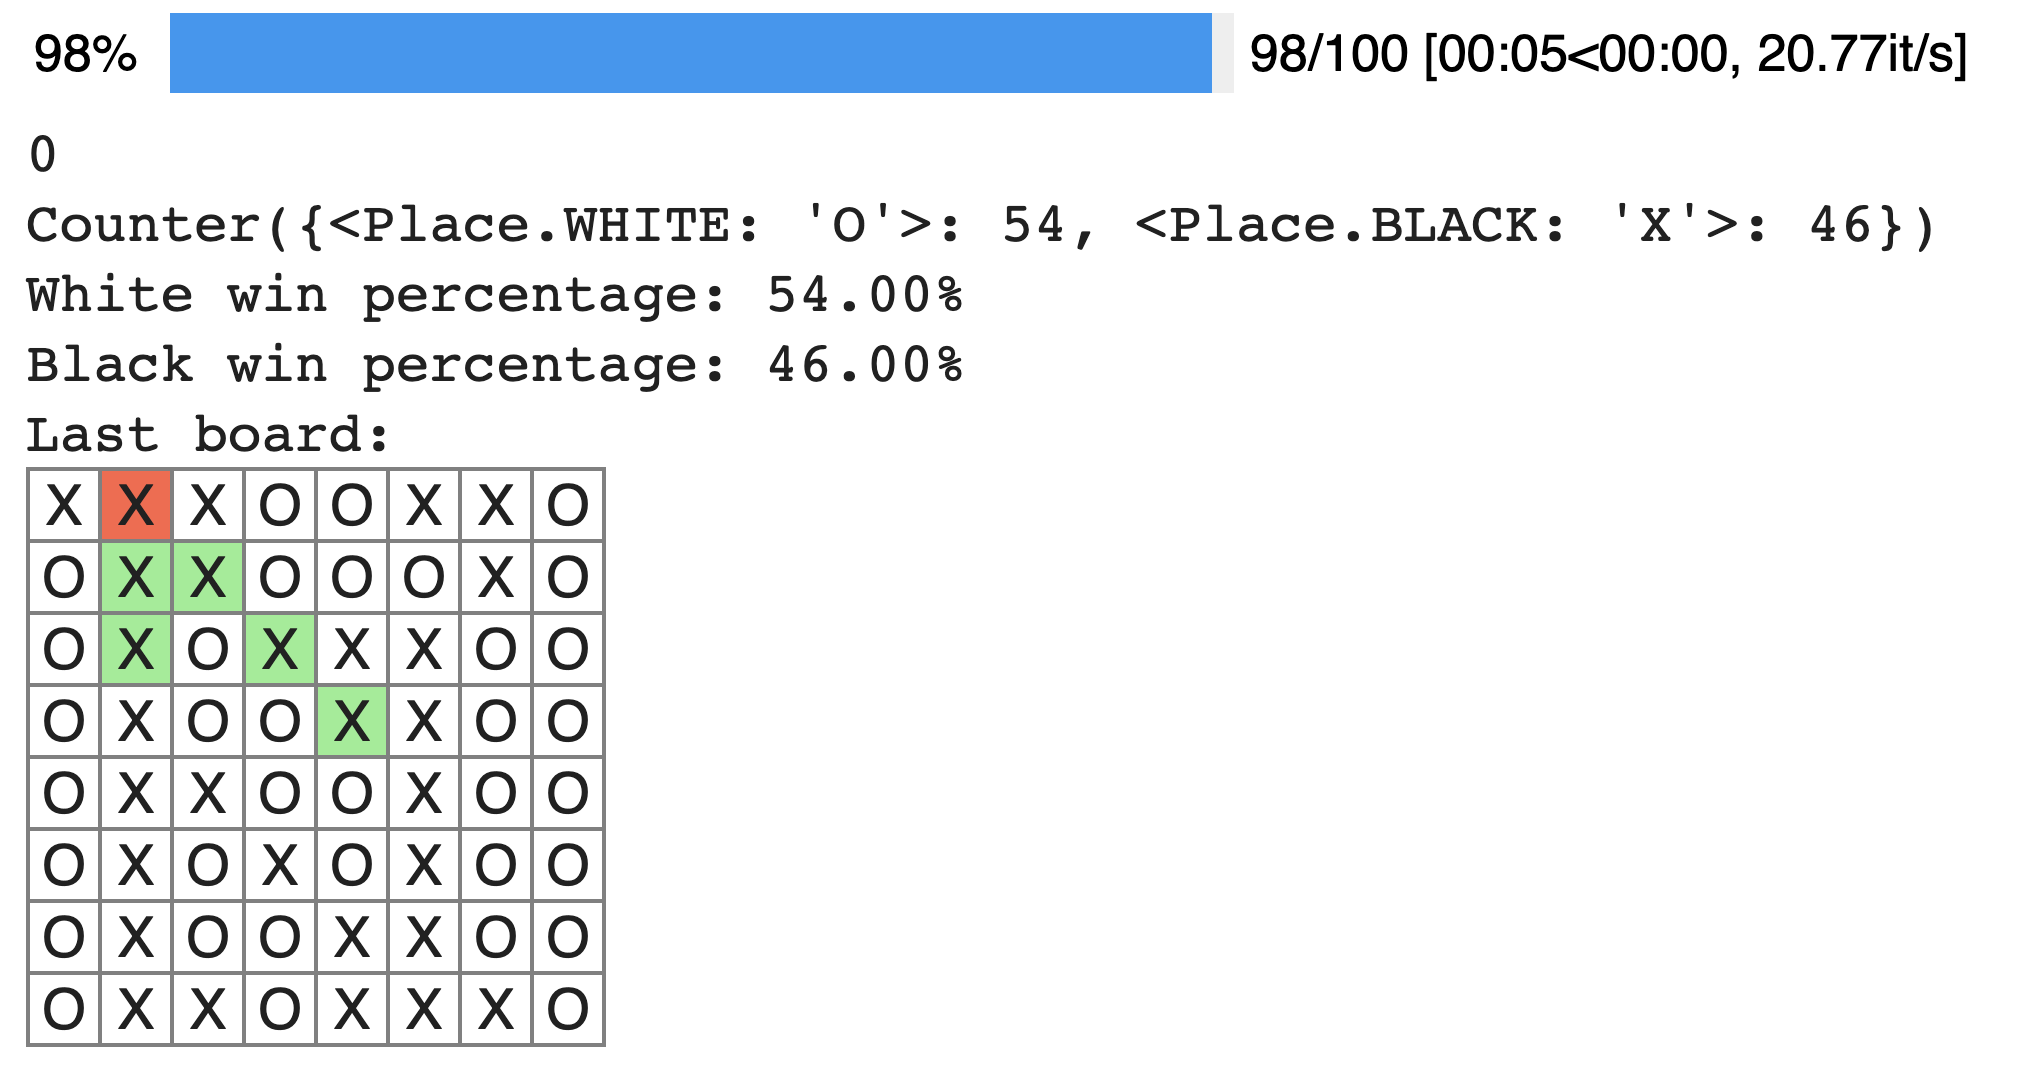 98% 98/100 [00:05<00:00, 20.77it/s]
0
Counter({<Place.WHITE: 'O'>: 54, <Place.BLACK: 'X'>: 46})
White win percentage: 54.00%
Black win percentage: 46.00%
Last board:
X X X O O X X O
O X X O O O X O
O X O X X X O O
O X O O X X O O
O X X O O X O O
O X O X O X O O
O X O O X X O O
O X X O X X X O